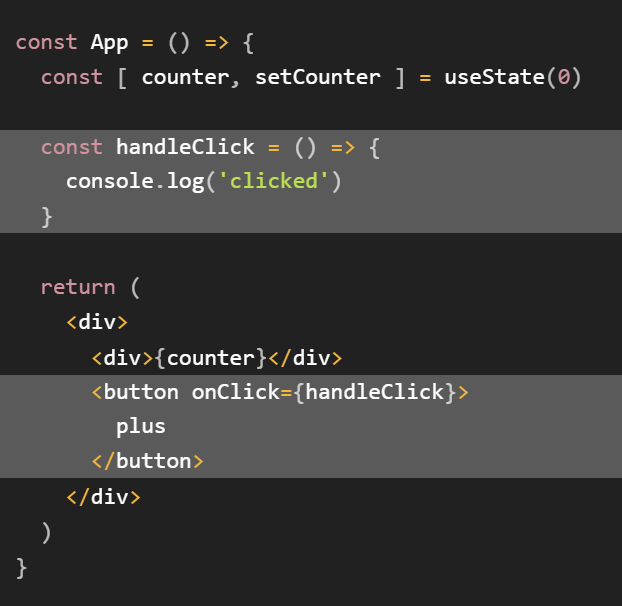 const App = () => {
  const [ counter, setCounter ] = useState(0)

  const handleClick = () => {
    console.log('clicked')
  }

  return (
    <div>
      <div>{counter}</div>
      <button onClick={handleClick}>
        plus
      </button>
    </div>
  )
}